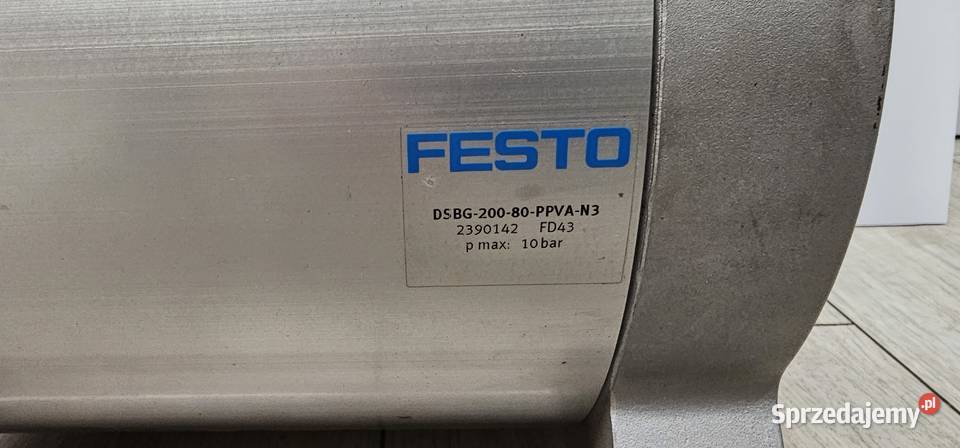 FESTO
DSBG-200-80-PPVA-N3
2390142 FD43
p max: 10 bar
Sprzedajemy.pl